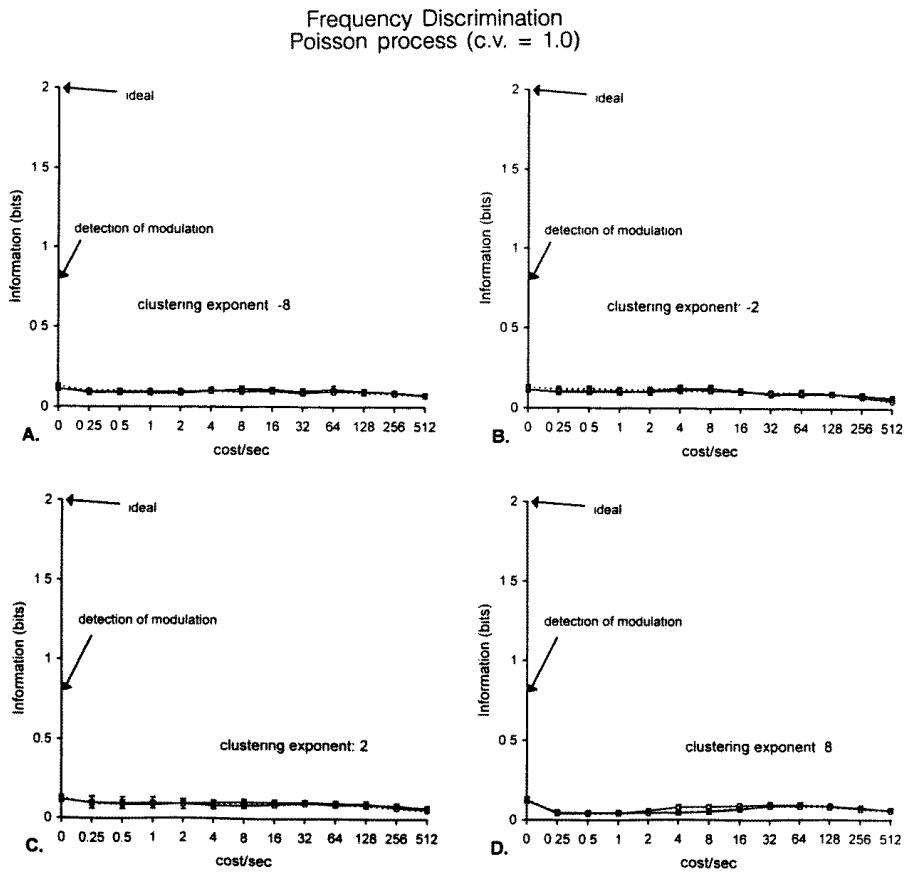 Frequency Discrimination
Poisson process (c.v. = 1.0)
2
ideal
1 5
Information (bits)
detection of modulation
1
clustering exponent -8
0 5
0
0 0 25 0 5 1 2 4 8 16 32 64 128 256 512
A.
cost/sec
2
ideal
1 5
Information (bits)
detection of modulation
1
clustering exponent -2
0 5
0
0 0 25 0 5 1 2 4 8 16 32 64 128 256 512
B.
cost/sec
2
ideal
1 5
Information (bits)
detection of modulation
1
clustering exponent: 2
0 5
0
0 0.25 0.5 1 2 4 8 16 32 64 128 256 512
C.
cost/sec
2
ideal
1 5
Information (bits)
detection of modulation
1
clustering exponent 8
0 5
0
0 0.25 0 5 1 2 4 8 16 32 64 128 256 512
D.
cost/sec